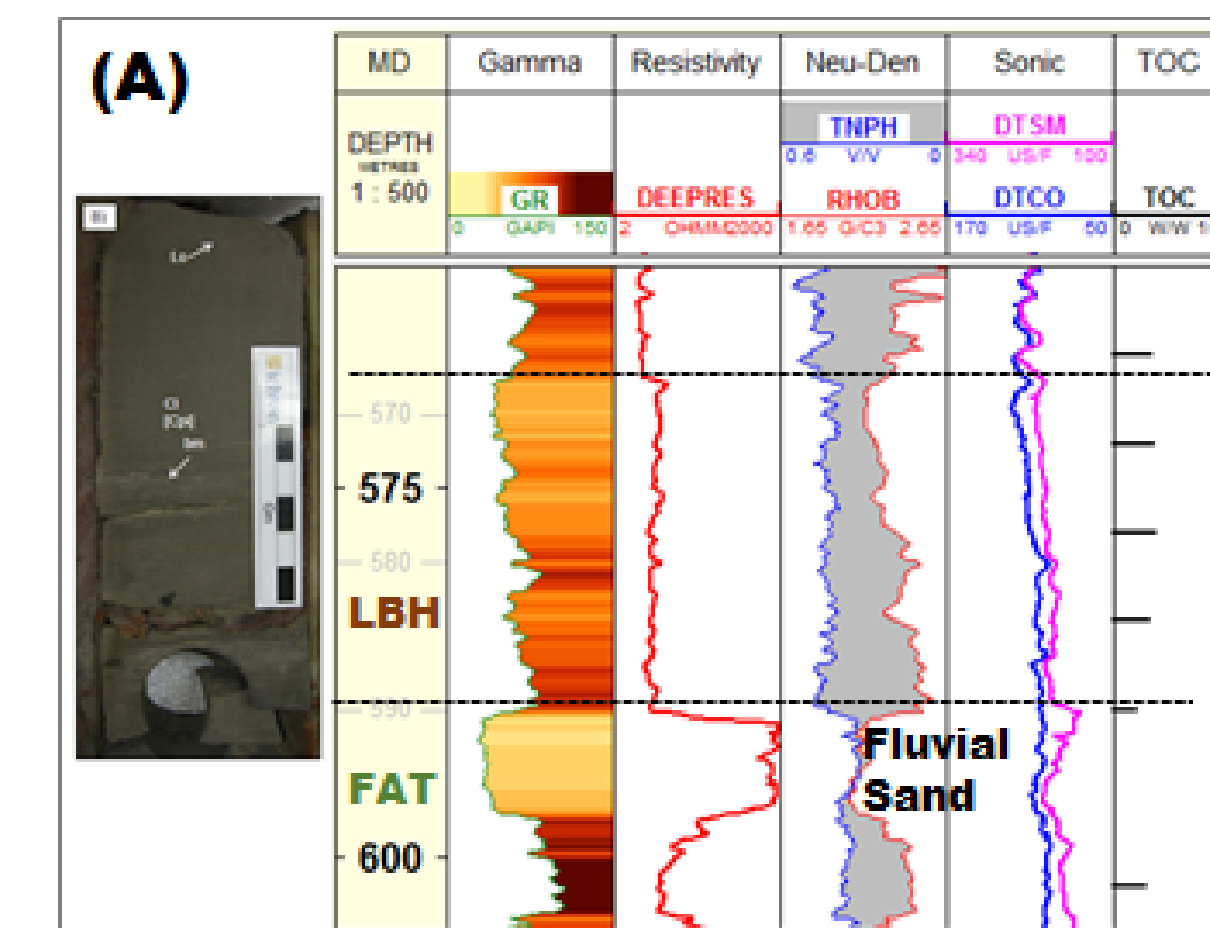 (A)
MD Gamma Resistivity Neu-Den Sonic TOC
DEPTH
METRES
1 : 500
TNPH
0.6 V/V 0
DTSM
340 US/F 100
GR
0 GAPI 150
DEEPRES
2 OHMM2000
RHOB
1.65 G/C3 2.65
DTCO
170 US/F 50
TOC
0 W/W 1
570
575
580
LBH
590
Fluvial
Sand
FAT
600